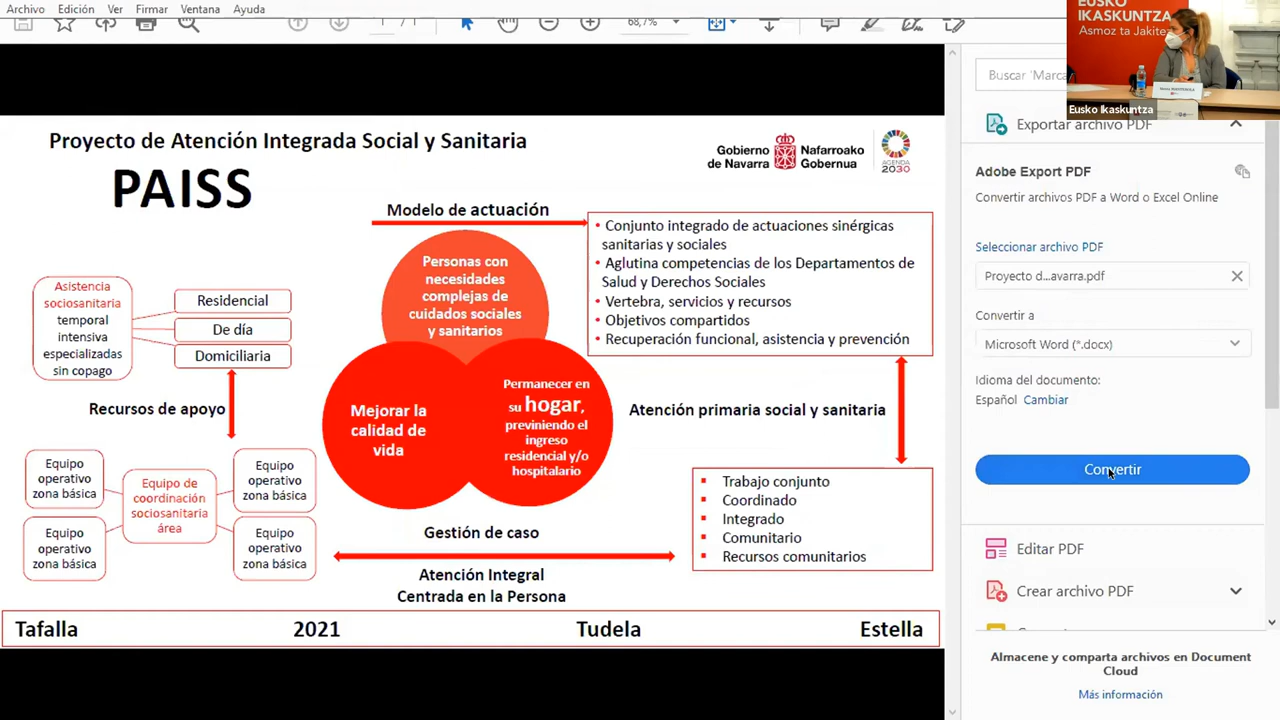 Archivo Edición Ver Firmar Ventana Ayuda
1 / 1
68,7%
EUSKO
IKASKUNTZA
Asmoz ta Jakitez
Eusko Ikaskuntza
Proyecto de Atención Integrada Social y Sanitaria
PAISS
Gobierno
de Navarra
Nafarroako
Gobernua
AGENDA
2030
Modelo de actuación
• Conjunto integrado de actuaciones sinérgicas
sanitarias y sociales
• Aglutina competencias de los Departamentos de
Salud y Derechos Sociales
• Vertebra, servicios y recursos
• Objetivos compartidos
• Recuperación funcional, asistencia y prevención
Personas con
necesidades
complejas de
cuidados sociales
y sanitarios
Mejorar la
calidad de
vida
Permanecer en
su hogar,
previniendo el
ingreso
residencial y/o
hospitalario
Asistencia
sociosanitaria
temporal
intensiva
especializadas
sin copago
Residencial
De día
Domiciliaria
Recursos de apoyo
Atención primaria social y sanitaria
Equipo
operativo
zona básica
Equipo
operativo
zona básica
Equipo de
coordinación
sociosanitaria
área
Equipo
operativo
zona básica
Equipo
operativo
zona básica
Gestión de caso
Atención Integral
Centrada en la Persona
▪ Trabajo conjunto
▪ Coordinado
▪ Integrado
▪ Comunitario
▪ Recursos comunitarios
Tafalla 2021 Tudela Estella
Buscar 'Marca
Exportar archivo PDF
Adobe Export PDF
Convertir archivos PDF a Word o Excel Online
Seleccionar archivo PDF
Proyecto d...avarra.pdf
Convertir a
Microsoft Word (*.docx)
Idioma del documento:
Español Cambiar
Convertir
Editar PDF
Crear archivo PDF
Almacene y comparta archivos en Document
Cloud
Más información